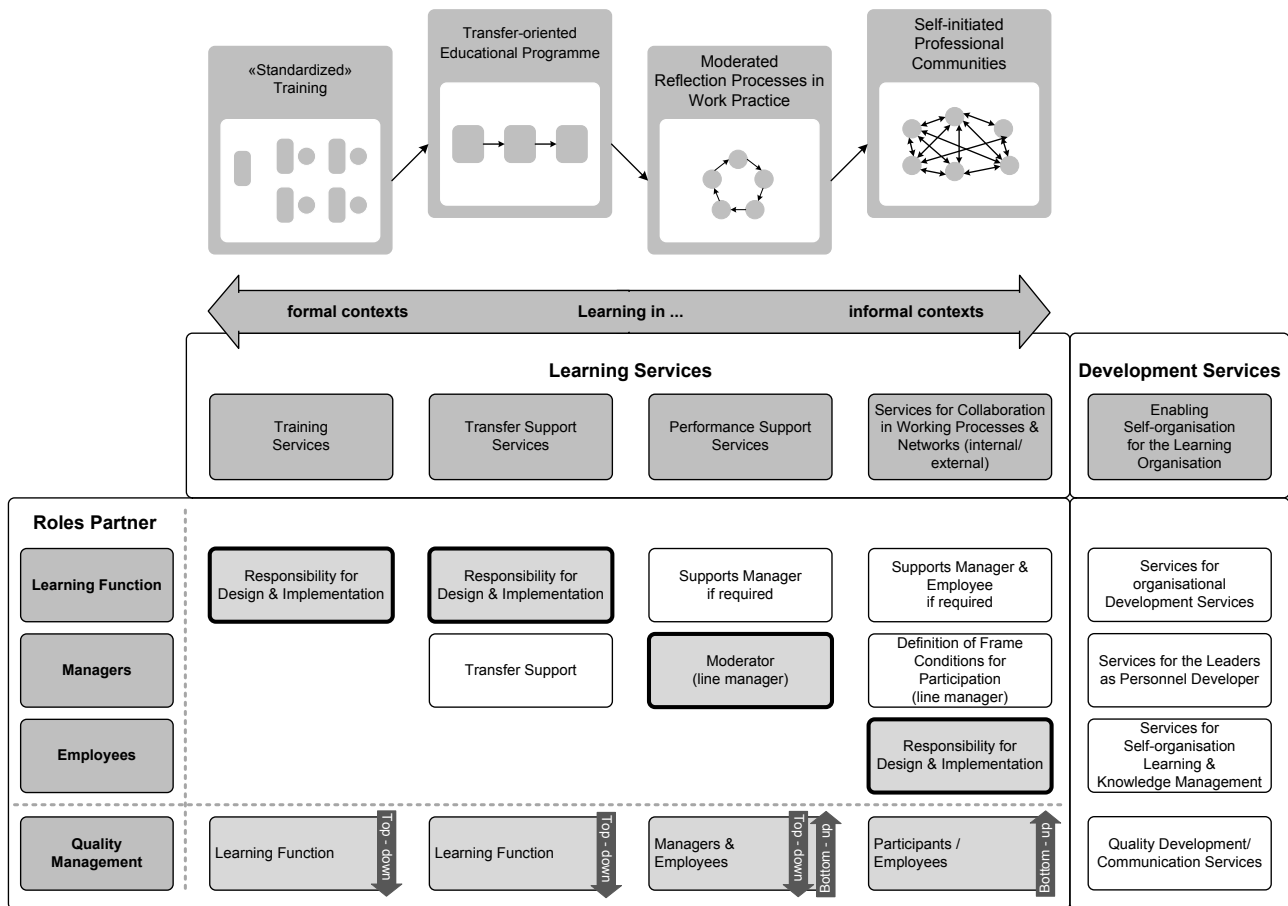 «Standardized»
Training
Transfer-oriented
Educational Programme
Moderated
Reflection Processes in
Work Practice
Self-initiated
Professional
Communities
formal contexts
Learning in ...
informal contexts
Learning Services
Development Services
Training
Services
Transfer Support
Services
Performance Support
Services
Services for Collaboration
in Working Processes &
Networks (internal/
external)
Enabling
Self-organisation
for the Learning
Organisation
Roles Partner
Learning Function
Responsibility for
Design & Implementation
Responsibility for
Design & Implementation
Supports Manager
if required
Supports Manager &
Employee
if required
Services for
organisational
Development Services
Managers
Transfer Support
Moderator
(line manager)
Definition of Frame
Conditions for
Participation
(line manager)
Services for the Leaders
as Personnel Developer
Employees
Responsibility for
Design & Implementation
Services for
Self-organisation
Learning &
Knowledge Management
Quality
Management
Learning Function
Top - down
Learning Function
Top - down
Managers &
Employees
Top - down
Bottom - up
Participants /
Employees
Bottom - up
Quality Development/
Communication Services